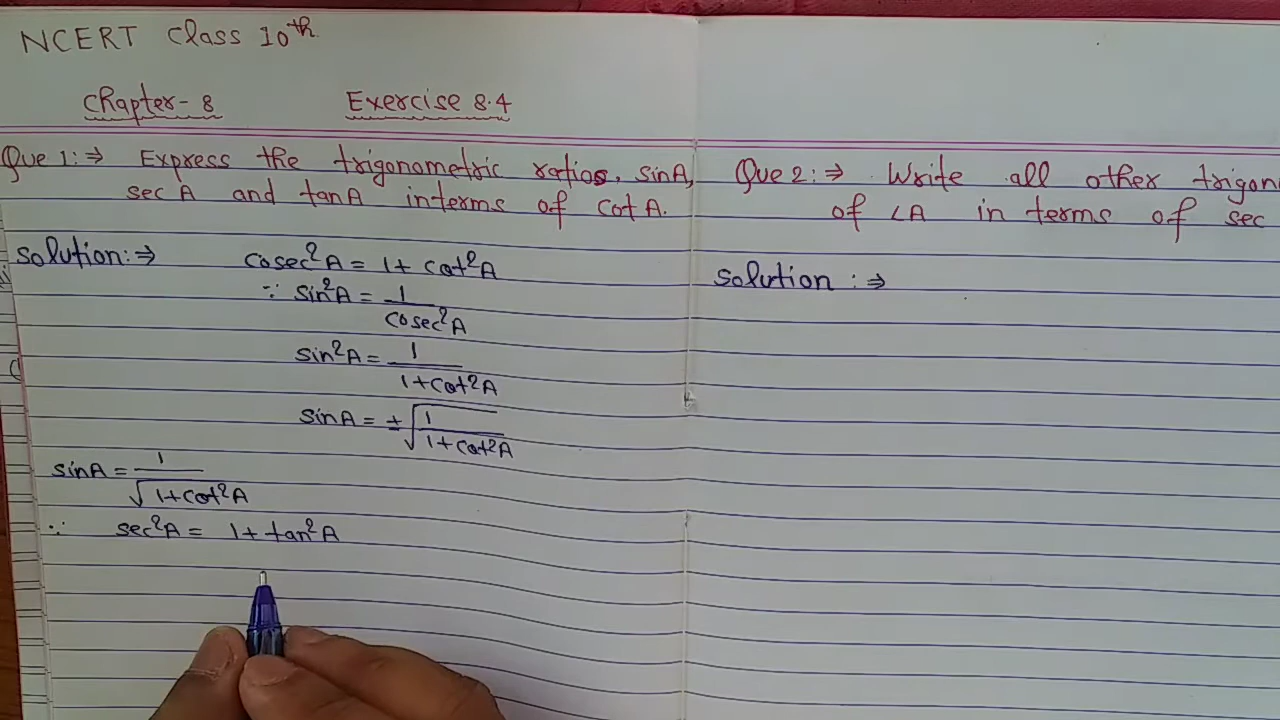 NCERT Class 10th
Chapter-8 Exercise 8.4
Que 1:⇒ Express the trigonometric ratios, sinA,
sec A and tanA interms of cot A.
Solution:⇒ cosec²A = 1 + cot²A
∵ sin²A = 1/cosec²A
sin²A = 1/1+cot²A
sinA = ±√1/1+cot²A
sinA = 1/√1+cot²A
∵ sec²A = 1 + tan²A
Que 2:⇒ Write all other trigon
of ∠A in terms of sec
Solution :⇒